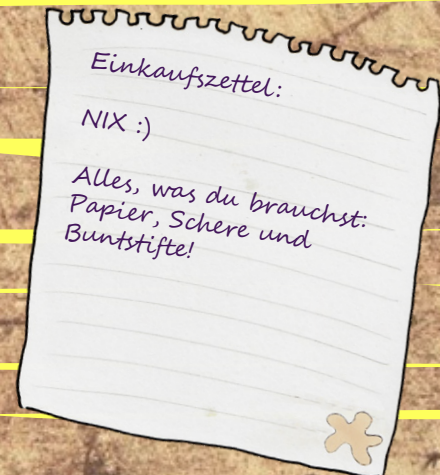 Einkaufszettel:
NIX :)
Alles, was du brauchst:
Papier, Schere und
Buntstifte!